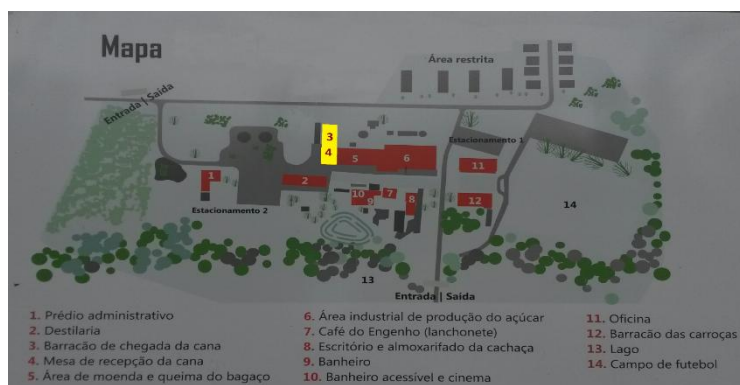 Mapa
Área restrita
Entrada | Saída
Estacionamento 1
3
4
5
6
11
1
2
10
9
7
8
12
14
Estacionamento 2
13
Entrada | Saída
1. Prédio administrativo
2. Destilaria
3. Barracão de chegada da cana
4. Mesa de recepção da cana
5. Área de moenda e queima do bagaço
6. Área industrial de produção do açúcar
7. Café do Engenho (lanchonete)
8. Escritório e almoxarifado da cachaça
9. Banheiro
10. Banheiro acessível e cinema
11. Oficina
12. Barracão das carroças
13. Lago
14. Campo de futebol